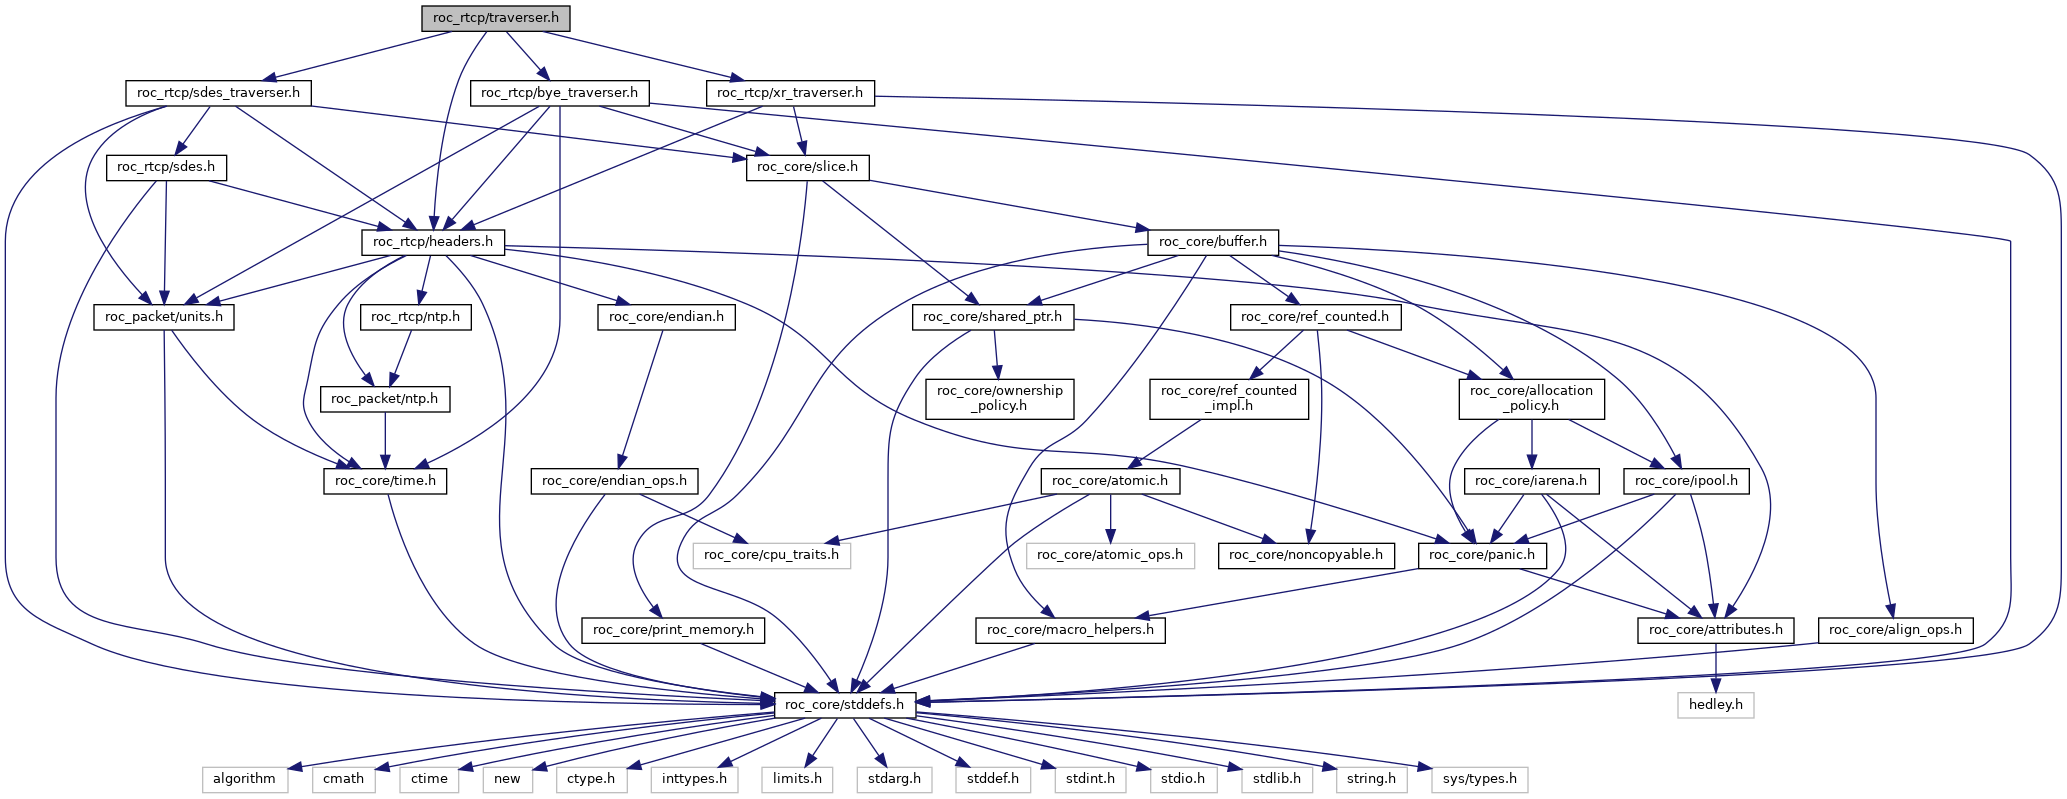 roc_rtcp/traverser.h
roc_rtcp/sdes_traverser.h
roc_rtcp/bye_traverser.h
roc_rtcp/xr_traverser.h
roc_rtcp/sdes.h
roc_core/slice.h
roc_rtcp/headers.h
roc_core/buffer.h
roc_packet/units.h
roc_rtcp/ntp.h
roc_core/endian.h
roc_core/shared_ptr.h
roc_core/ref_counted.h
roc_packet/ntp.h
roc_core/ownership
_policy.h
roc_core/ref_counted
_impl.h
roc_core/allocation
_policy.h
roc_core/time.h
roc_core/endian_ops.h
roc_core/atomic.h
roc_core/iarena.h
roc_core/ipool.h
roc_core/cpu_traits.h
roc_core/atomic_ops.h
roc_core/noncopyable.h
roc_core/panic.h
roc_core/print_memory.h
roc_core/macro_helpers.h
roc_core/attributes.h
roc_core/align_ops.h
roc_core/stddefs.h
hedley.h
algorithm
cmath
ctime
new
ctype.h
inttypes.h
limits.h
stdarg.h
stddef.h
stdint.h
stdio.h
stdlib.h
string.h
sys/types.h